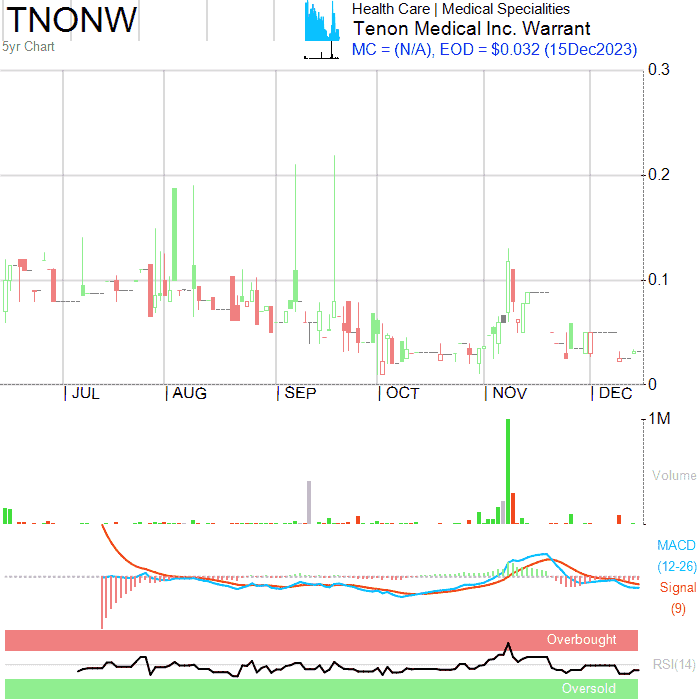 TNONW
5yr Chart
Health Care | Medical Specialities
Tenon Medical Inc. Warrant
MC = (N/A), EOD = $0.032 (15Dec2023)
0.3
0.2
0.1
0
| JUL | AUG | SEP | OCT | NOV | DEC
1M
Volume
MACD
(12-26)
Signal
(9)
Overbought
RSI(14)
Oversold